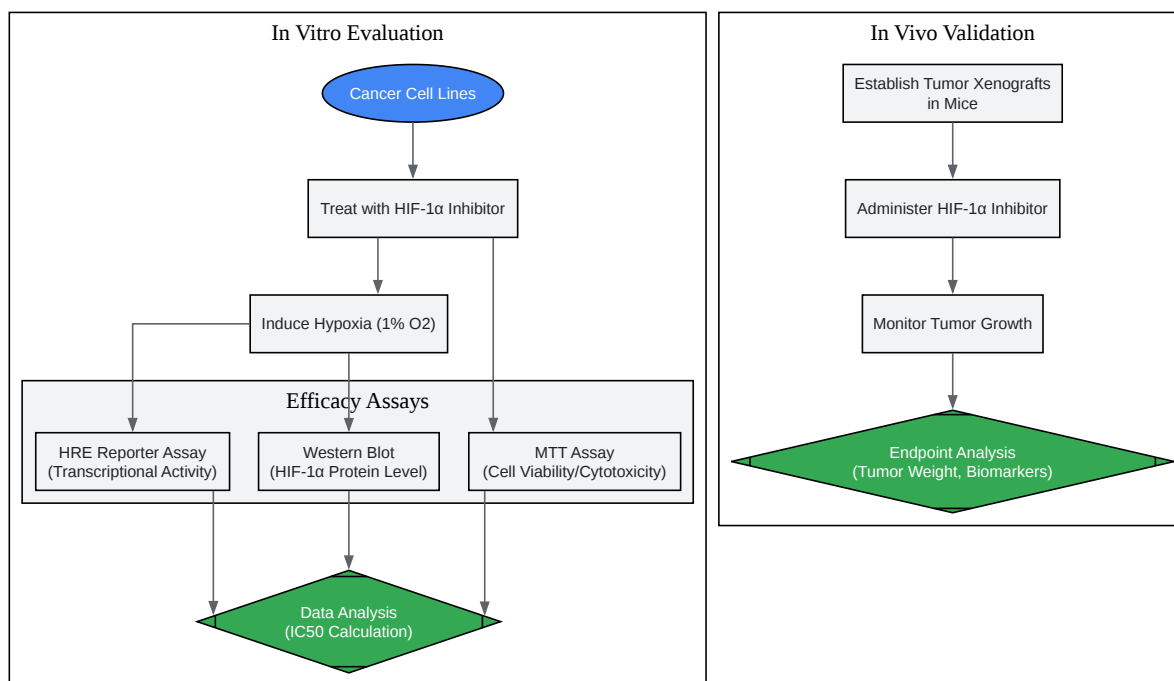 In Vitro Evaluation
Cancer Cell Lines
Treat with HIF-1α Inhibitor
Induce Hypoxia (1% O2)
Efficacy Assays
HRE Reporter Assay
(Transcriptional Activity)
Western Blot
(HIF-1α Protein Level)
MTT Assay
(Cell Viability/Cytotoxicity)
Data Analysis
(IC50 Calculation)
In Vivo Validation
Establish Tumor Xenografts
in Mice
Administer HIF-1α Inhibitor
Monitor Tumor Growth
Endpoint Analysis
(Tumor Weight, Biomarkers)